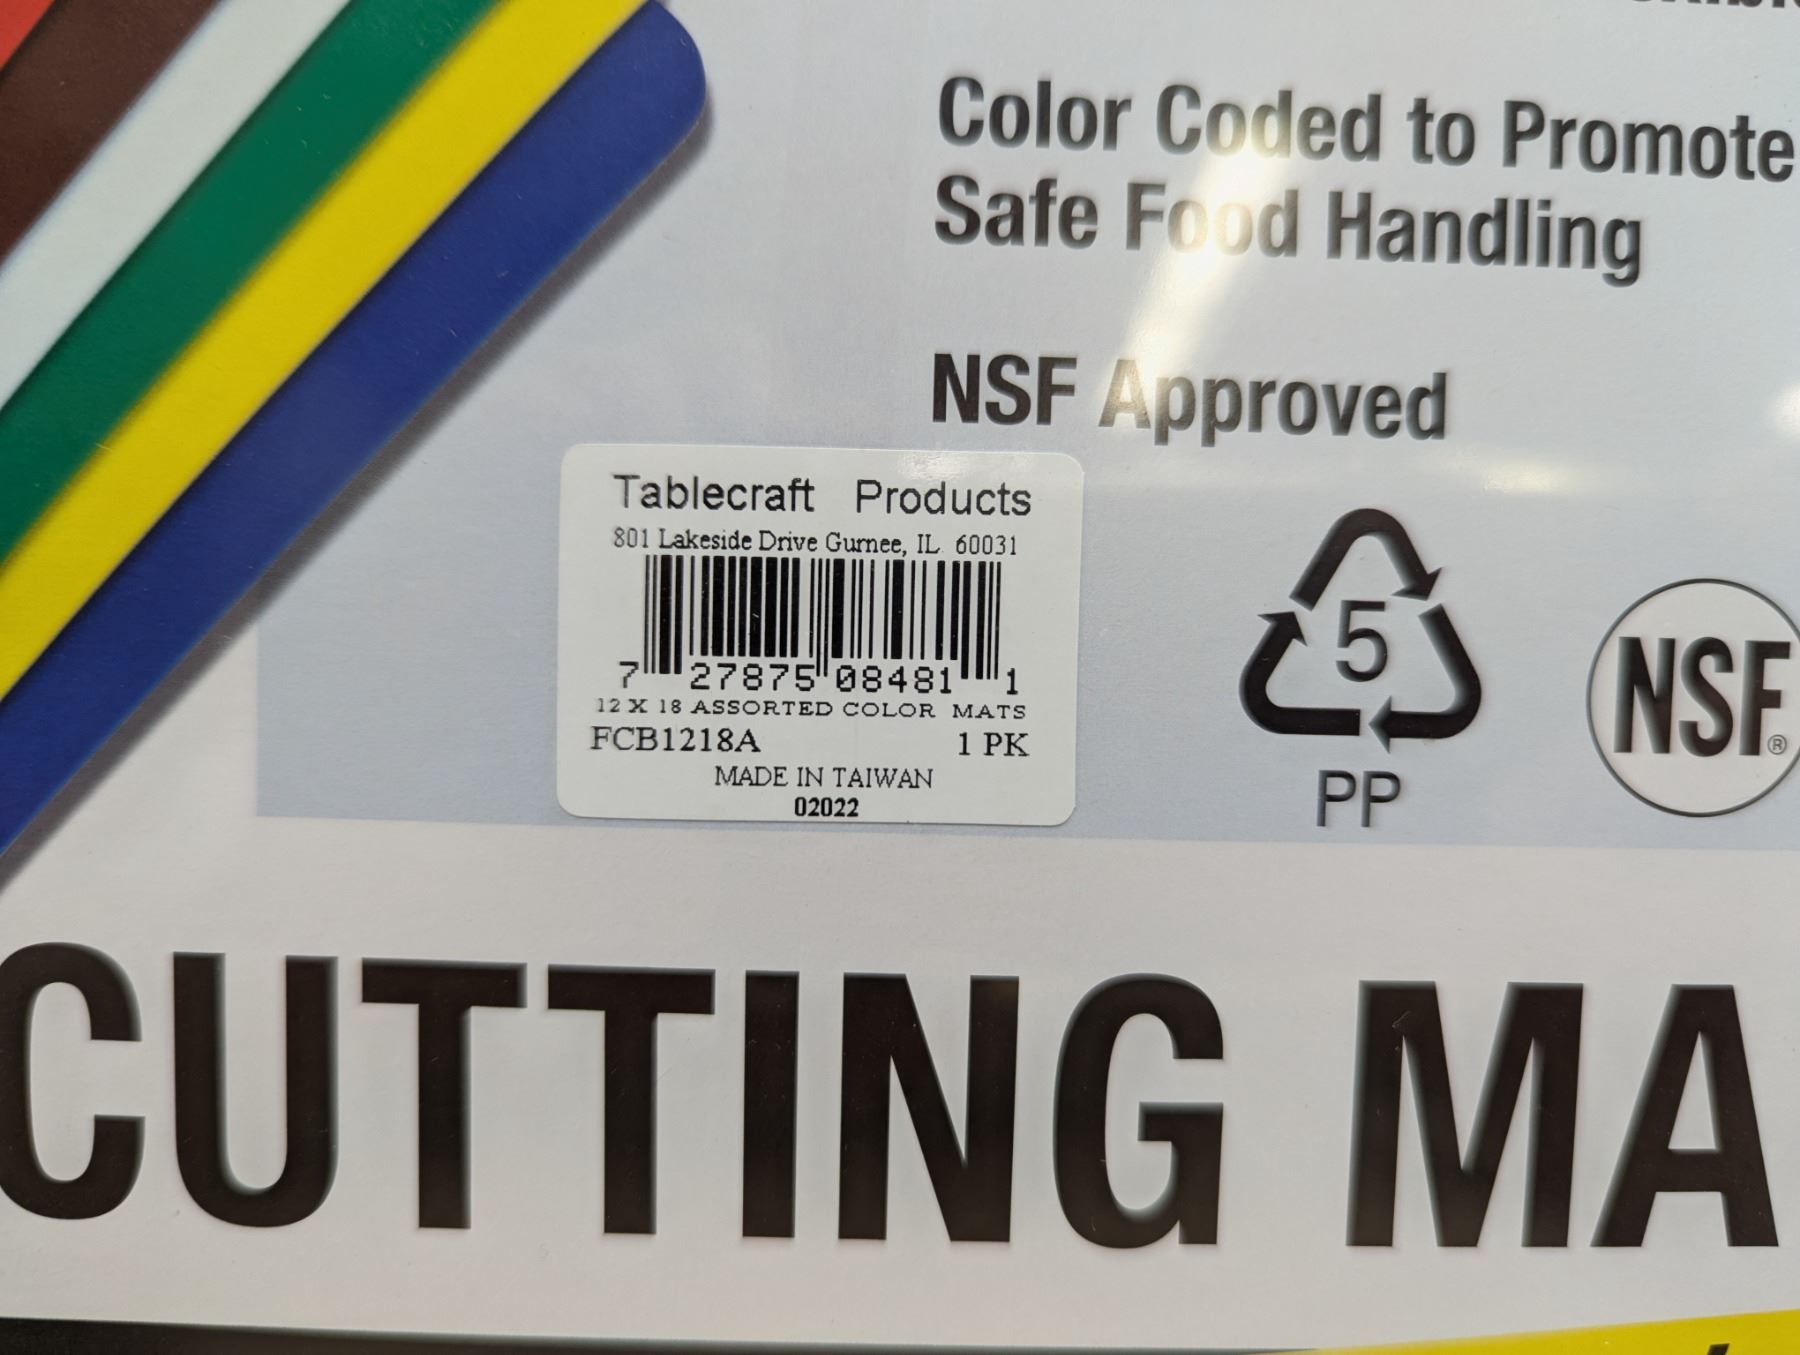 Color Coded to Promote
Safe Food Handling
NSF Approved
Tablecraft Products
801 Lakeside Drive Gurnee, IL 60031
7 27875 08481 1
12 X 18 ASSORTED COLOR MATS
FCB1218A 1 PK
MADE IN TAIWAN
02022
5
PP
NSF®
CUTTING MA